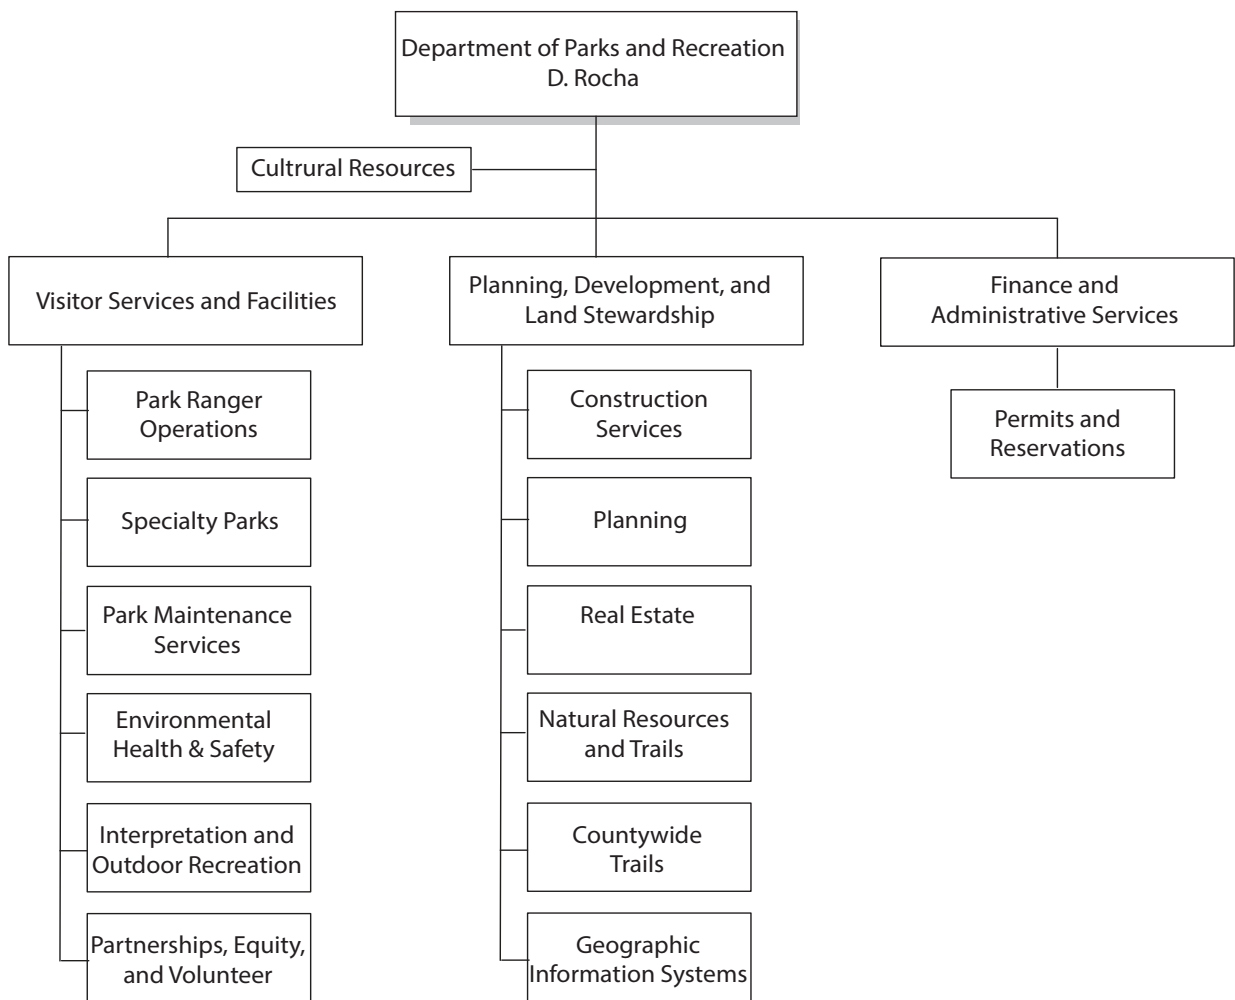 Department of Parks and Recreation
D. Rocha
Cultrural Resources
Visitor Services and Facilities
Planning, Development, and
Land Stewardship
Finance and
Administrative Services
Park Ranger
Operations
Specialty Parks
Park Maintenance
Services
Environmental
Health & Safety
Interpretation and
Outdoor Recreation
Partnerships, Equity,
and Volunteer
Construction
Services
Planning
Real Estate
Natural Resources
and Trails
Countywide
Trails
Geographic
Information Systems
Permits and
Reservations